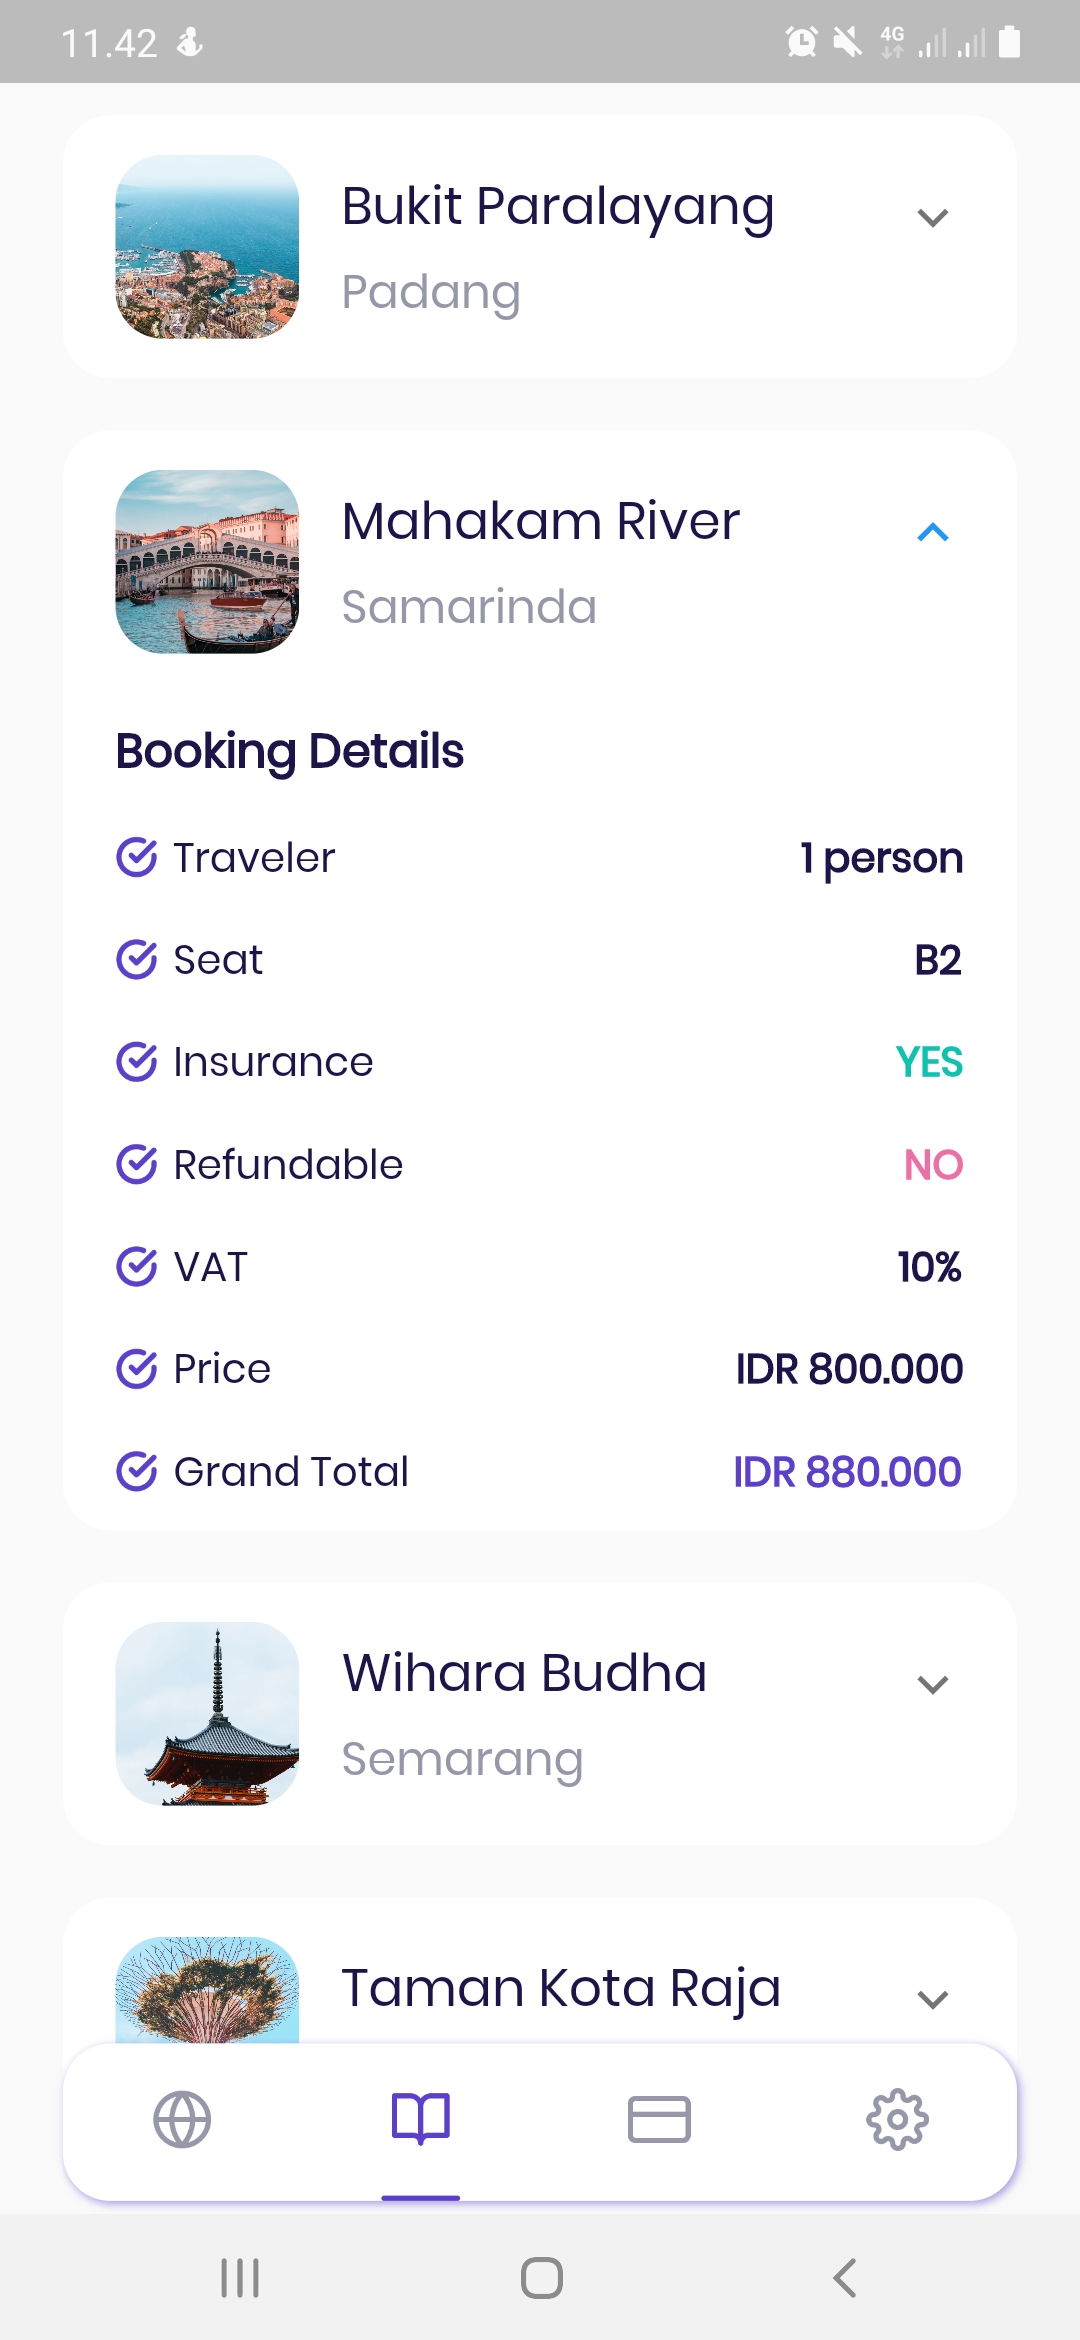 11.42
4G
Bukit Paralayang
Padang
Mahakam River
Samarinda
Booking Details
Traveler 1 person
Seat B2
Insurance YES
Refundable NO
VAT 10%
Price IDR 800.000
Grand Total IDR 880.000
Wihara Budha
Semarang
Taman Kota Raja